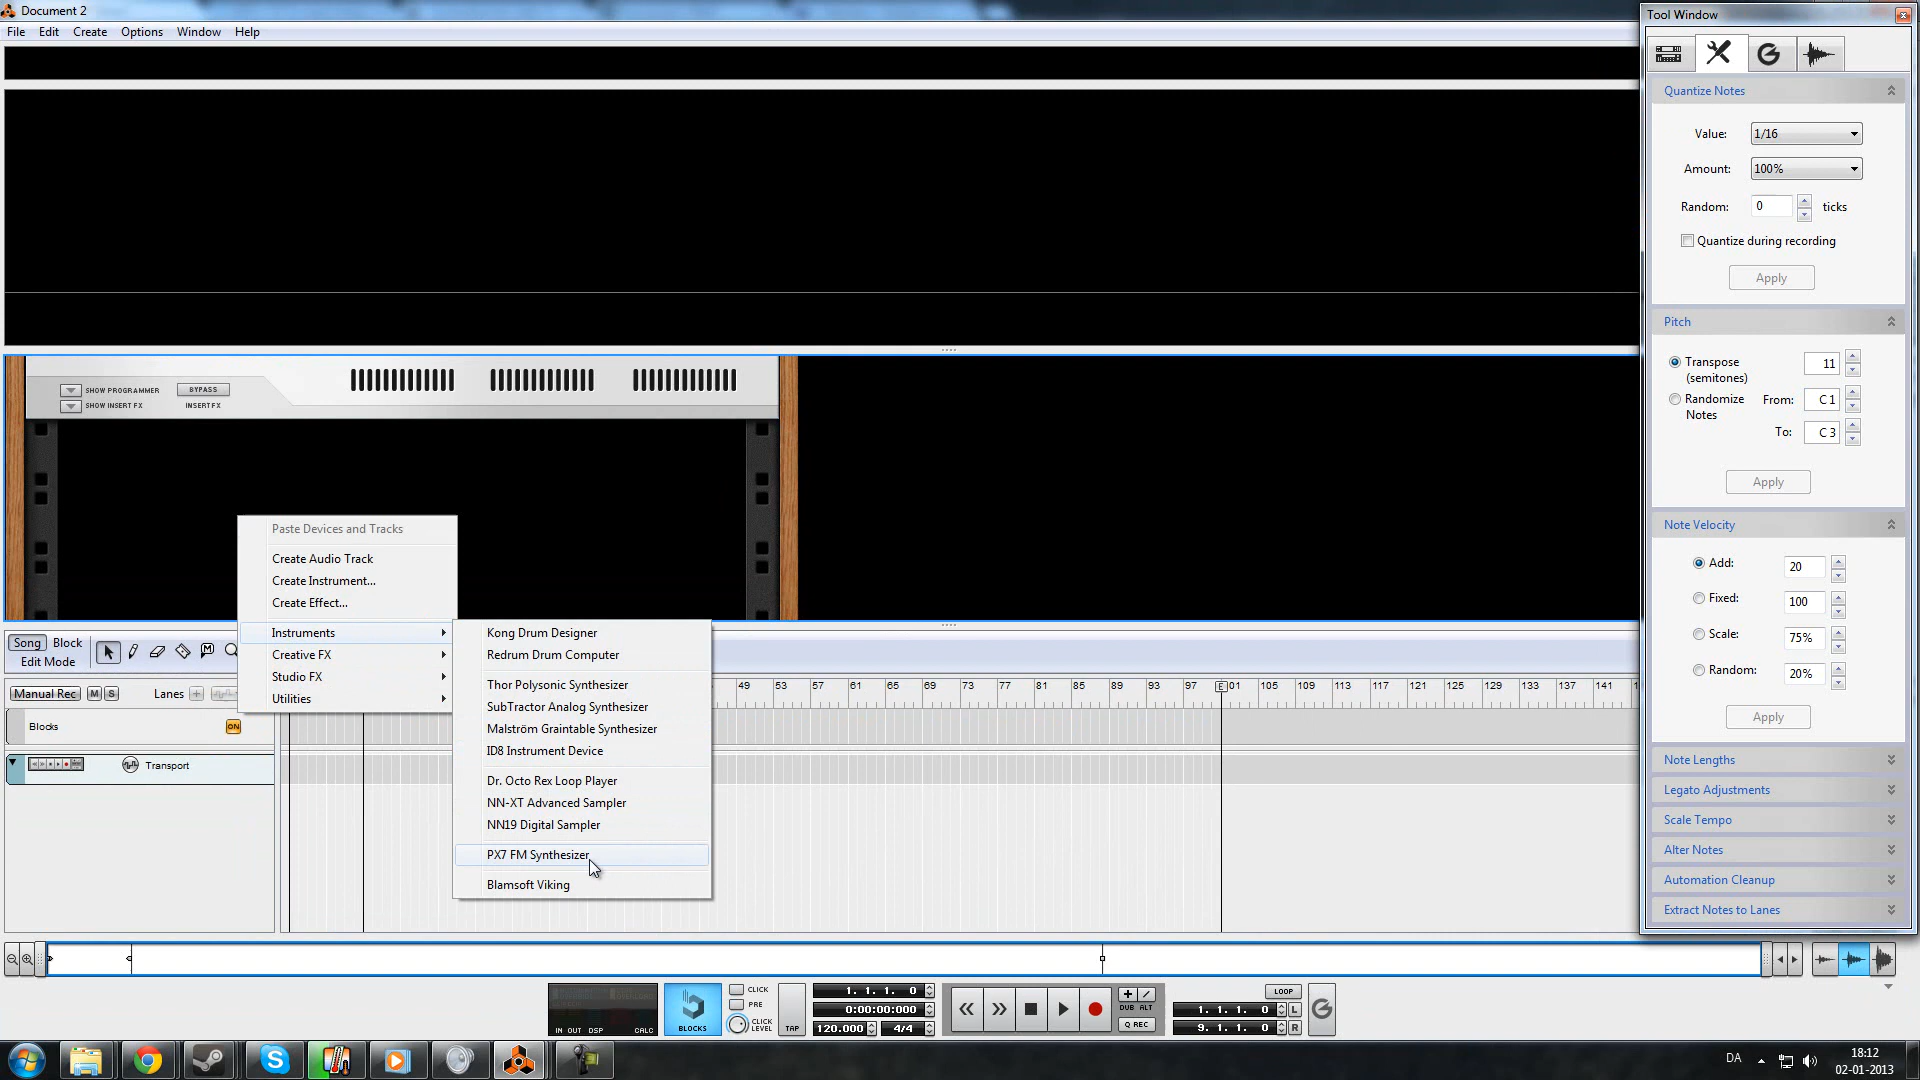 Document 2
File Edit Create Options Window Help
Tool Window
Quantize Notes
Value: 1/16
Amount: 100%
Random: 0 ticks
Quantize during recording
Apply
Pitch
Transpose (semitones) 11
Randomize Notes From: C 1
To: C 3
Apply
Note Velocity
Add: 20
Fixed: 100
Scale: 75%
Random: 20%
Apply
Note Lengths
Legato Adjustments
Scale Tempo
Alter Notes
Automation Cleanup
Extract Notes to Lanes
SHOW PROGRAMMER BYPASS
SHOW INSERT FX INSERT FX
Paste Devices and Tracks
Create Audio Track
Create Instrument...
Create Effect...
Instruments
Creative FX
Studio FX
Utilities
Kong Drum Designer
Redrum Drum Computer
Thor Polysonic Synthesizer
SubTractor Analog Synthesizer
Malström Graintable Synthesizer
ID8 Instrument Device
Dr. Octo Rex Loop Player
NN-XT Advanced Sampler
NN19 Digital Sampler
PX7 FM Synthesizer
Blamsoft Viking
Song Block
Edit Mode
Manual Rec M S Lanes
49 53 57 61 65 69 73 77 81 85 89 93 97 E 01 105 109 113 117 121 125 129 133 137 141
Blocks ON
Transport
IN OUT DSP CALC
BLOCKS
CLICK
PRE
CLICK LEVEL
TAP
1. 1. 1. 0
0:00:00:000
120.000 4/4
DUB ALT
Q REC
LOOP
1. 1. 1. 0 L
9. 1. 1. 0 R
DA
18:12
02-01-2013